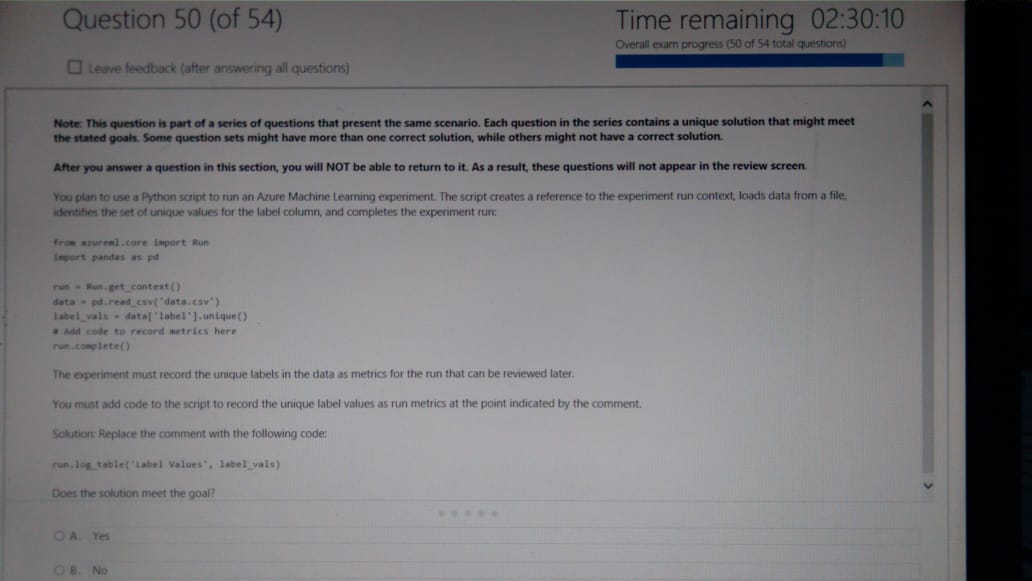 Question 50 (of 54)
Time remaining 02:30:10
Overall exam progress (50 of 54 total questions)
Leave feedback (after answering all questions)
Note: This question is part of a series of questions that present the same scenario. Each question in the series contains a unique solution that might meet
the stated goals. Some question sets might have more than one correct solution, while others might not have a correct solution.
After you answer a question in this section, you will NOT be able to return to it. As a result, these questions will not appear in the review screen.
You plan to use a Python script to run an Azure Machine Learning experiment. The script creates a reference to the experiment run context, loads data from a file,
identifies the set of unique values for the label column, and completes the experiment run:
from azureml.core import Run
import pandas as pd
run = Run.get_context()
data = pd.read_csv('data.csv')
label_vals = data['label'].unique()
# Add code to record metrics here
run.complete()
The experiment must record the unique labels in the data as metrics for the run that can be reviewed later.
You must add code to the script to record the unique label values as run metrics at the point indicated by the comment.
Solution: Replace the comment with the following code:
run.log_table('Label Values', label_vals)
Does the solution meet the goal?
A. Yes
B. No